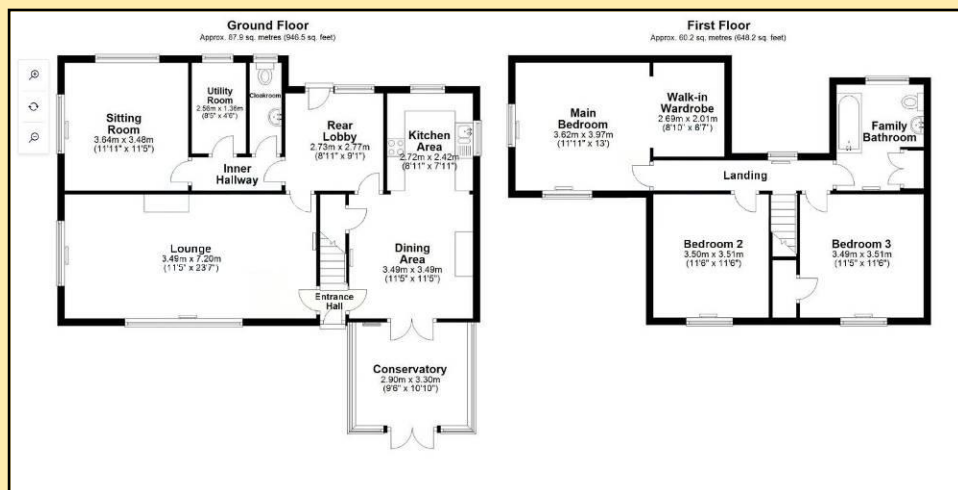 Ground Floor
Approx. 87.9 sq. metres (946.5 sq. feet)
Sitting
Room
3.64m x 3.48m
(11'11" x 11'5")
Utility
Room
2.56m x 1.36m
(8'5" x 4'6")
Cloakroom
Rear
Lobby
2.73m x 2.77m
(8'11" x 9'1")
Kitchen
Area
2.72m x 2.42m
(8'11" x 7'11")
Inner
Hallway
Lounge
3.49m x 7.20m
(11'5" x 23'7")
Dining
Area
3.49m x 3.49m
(11'5" x 11'5")
Entrance
Hall
Conservatory
2.90m x 3.30m
(9'6" x 10'10")
First Floor
Approx. 60.2 sq. metres (648.2 sq. feet)
Main
Bedroom
3.62m x 3.97m
(11'11" x 13')
Walk-in
Wardrobe
2.69m x 2.01m
(8'10" x 6'7")
Family
Bathroom
Landing
Bedroom 2
3.50m x 3.51m
(11'6" x 11'6")
Bedroom 3
3.49m x 3.51m
(11'5" x 11'6")